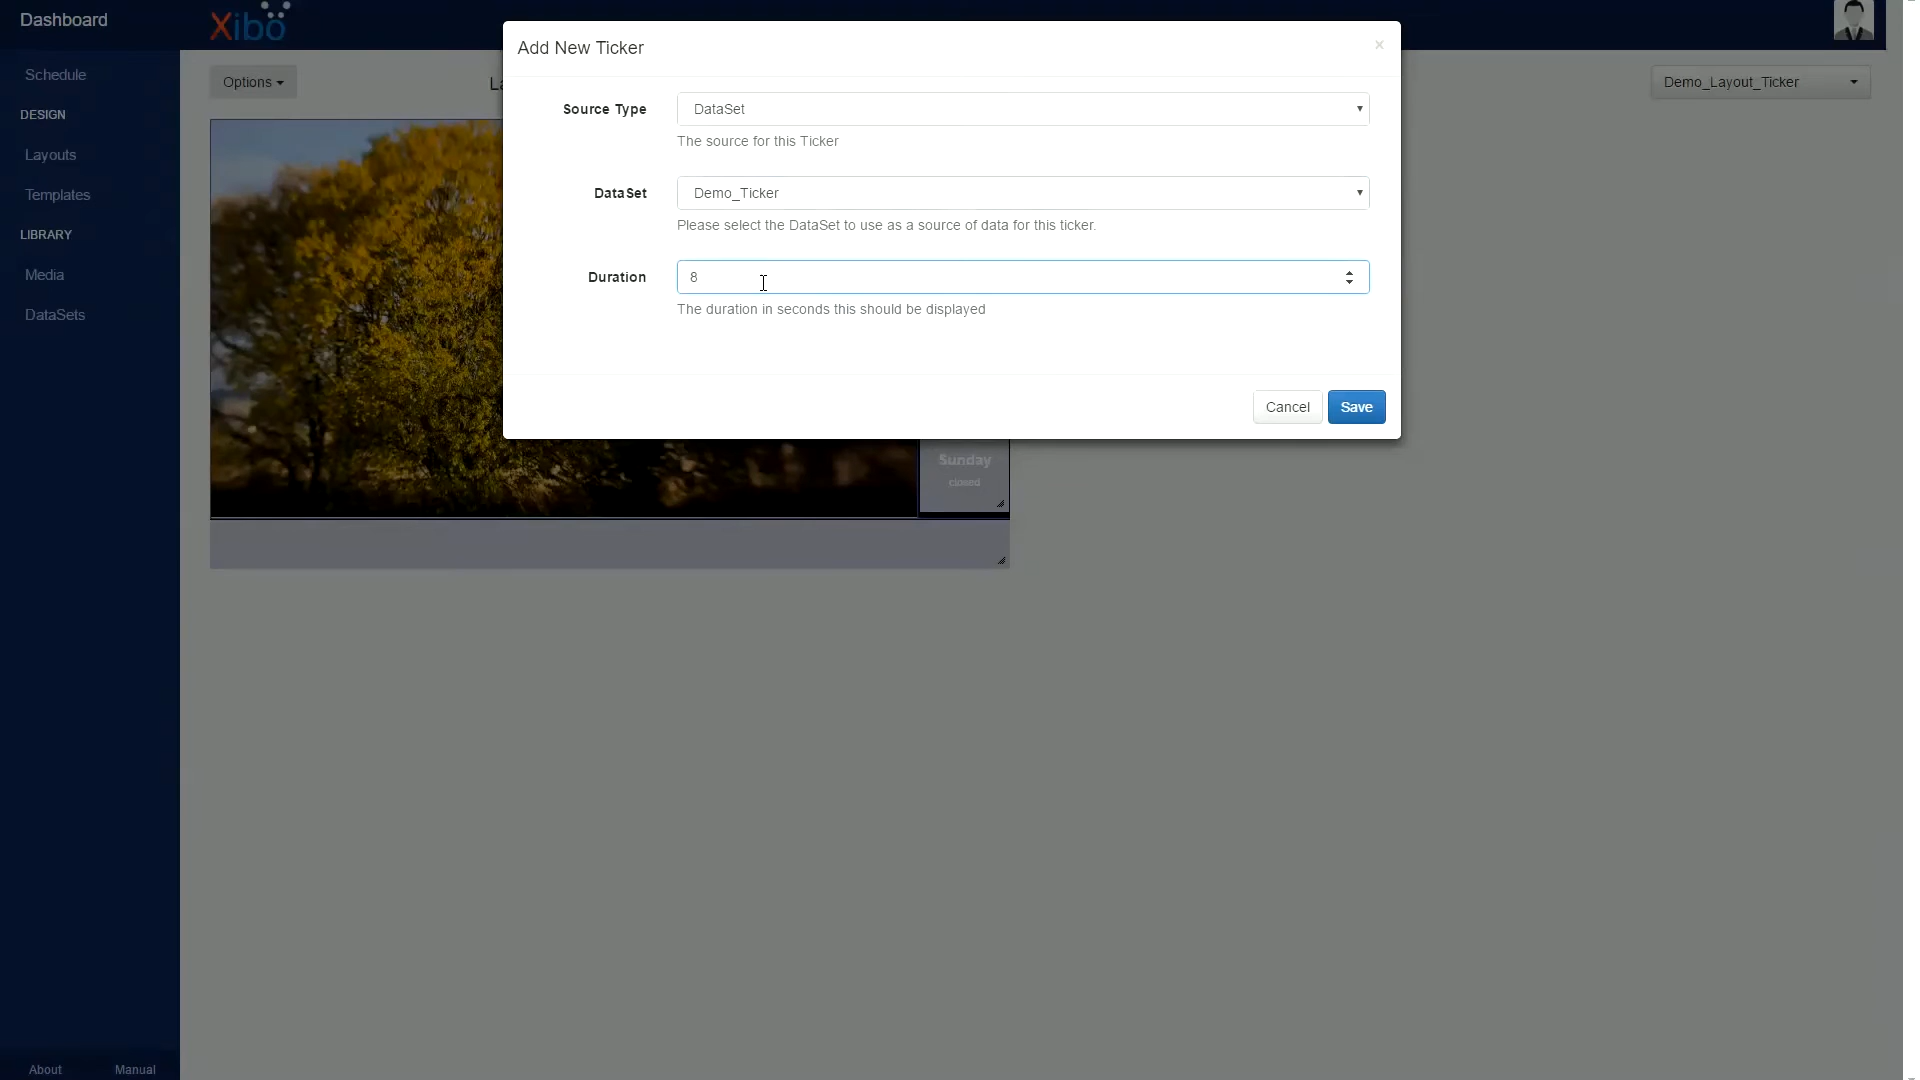 Dashboard
Xibo
Schedule
DESIGN
Layouts
Templates
LIBRARY
Media
DataSets
About
Manual
Options
La
Demo_Layout_Ticker
Add New Ticker
×
Source Type
DataSet
The source for this Ticker
DataSet
Demo_Ticker
Please select the DataSet to use as a source of data for this ticker.
Duration
8
The duration in seconds this should be displayed
Cancel
Save
Sunday
closed